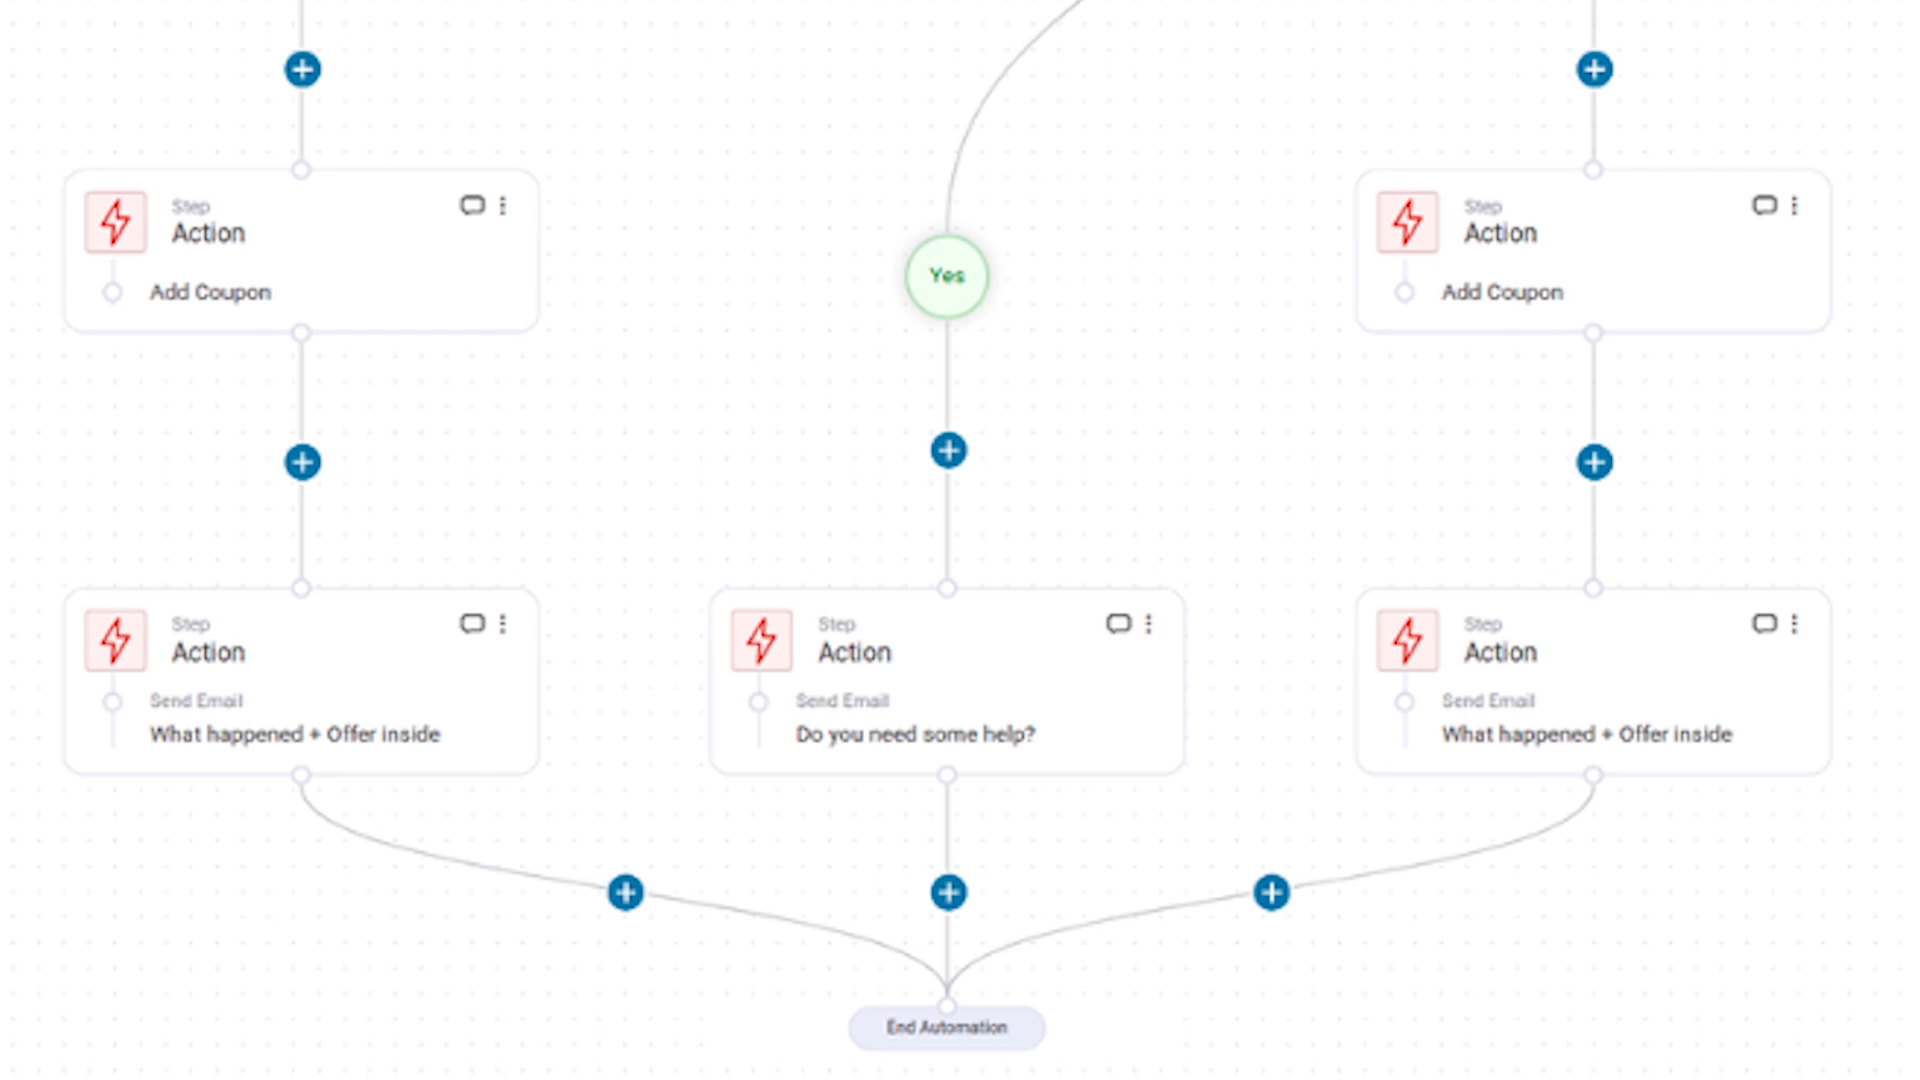 Step
Action
Add Coupon
Yes
Step
Action
Add Coupon
Step
Action
Send Email
What happened + Offer inside
Step
Action
Send Email
Do you need some help?
Step
Action
Send Email
What happened + Offer inside
End Automation